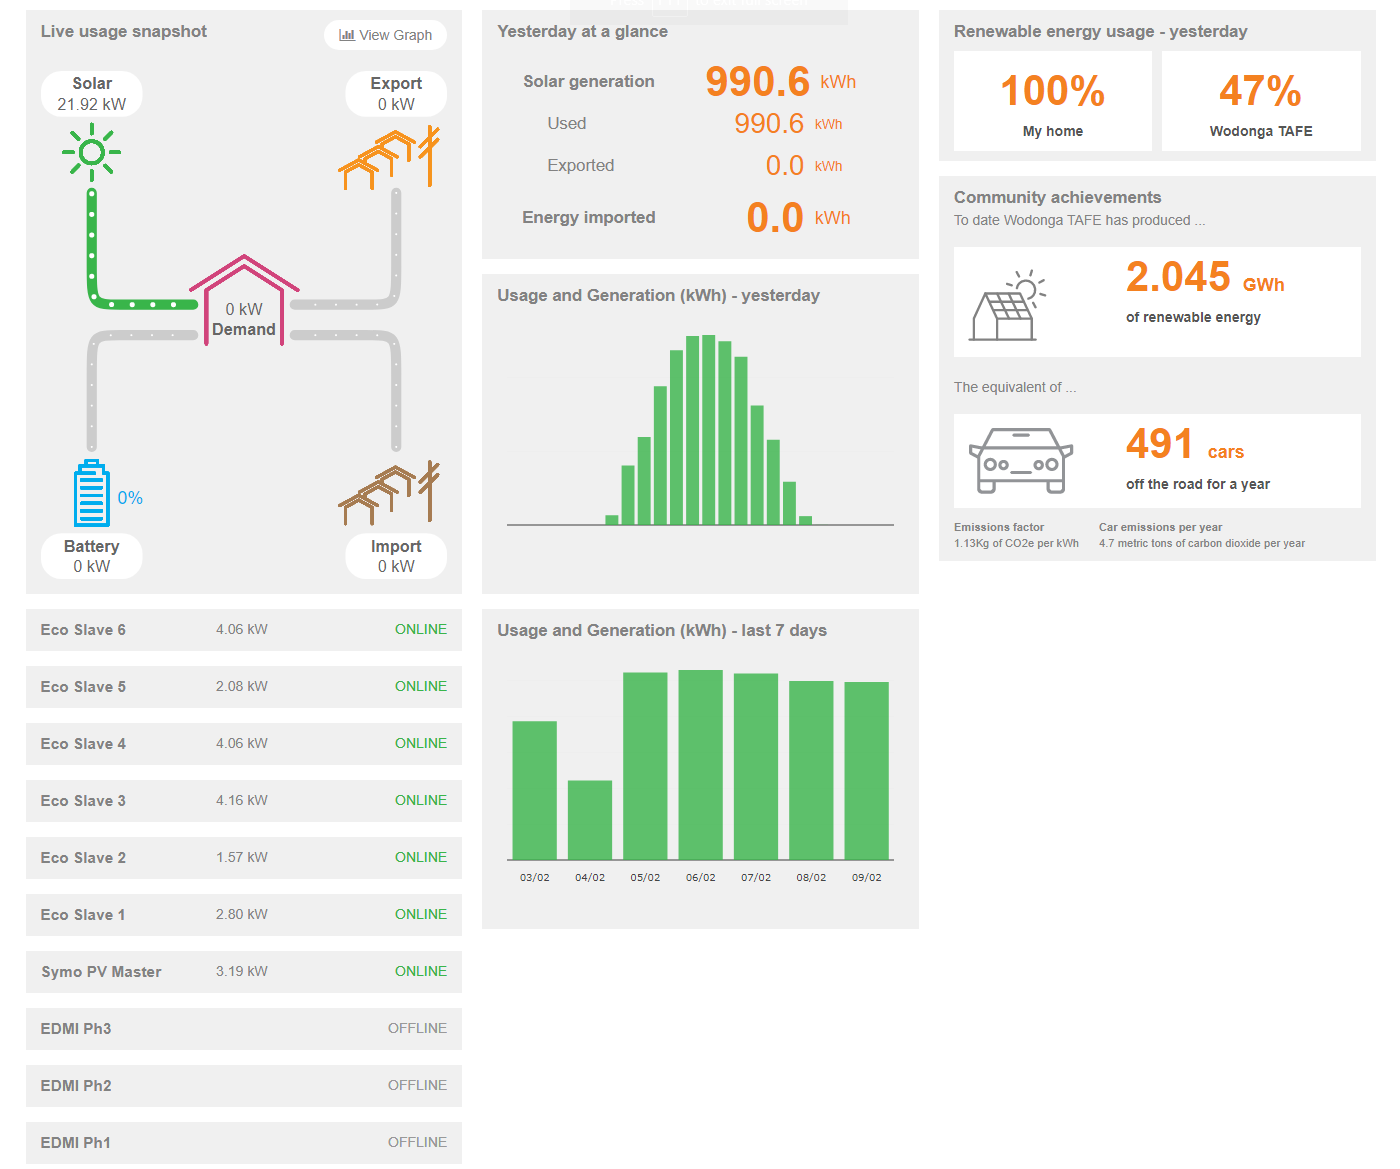 Live usage snapshot
View Graph
Solar
21.92 kW
Export
0 kW
0 kW
Demand
0%
Battery
0 kW
Import
0 kW
Eco Slave 6 4.06 kW ONLINE
Eco Slave 5 2.08 kW ONLINE
Eco Slave 4 4.06 kW ONLINE
Eco Slave 3 4.16 kW ONLINE
Eco Slave 2 1.57 kW ONLINE
Eco Slave 1 2.80 kW ONLINE
Symo PV Master 3.19 kW ONLINE
EDMI Ph3 OFFLINE
EDMI Ph2 OFFLINE
EDMI Ph1 OFFLINE
Yesterday at a glance
Solar generation 990.6 kWh
Used 990.6 kWh
Exported 0.0 kWh
Energy imported 0.0 kWh
Usage and Generation (kWh) - yesterday
Usage and Generation (kWh) - last 7 days
03/02 04/02 05/02 06/02 07/02 08/02 09/02
Renewable energy usage - yesterday
100%
My home
47%
Wodonga TAFE
Community achievements
To date Wodonga TAFE has produced ...
2.045 GWh
of renewable energy
The equivalent of ...
491 cars
off the road for a year
Emissions factor
1.13Kg of CO2e per kWh
Car emissions per year
4.7 metric tons of carbon dioxide per year